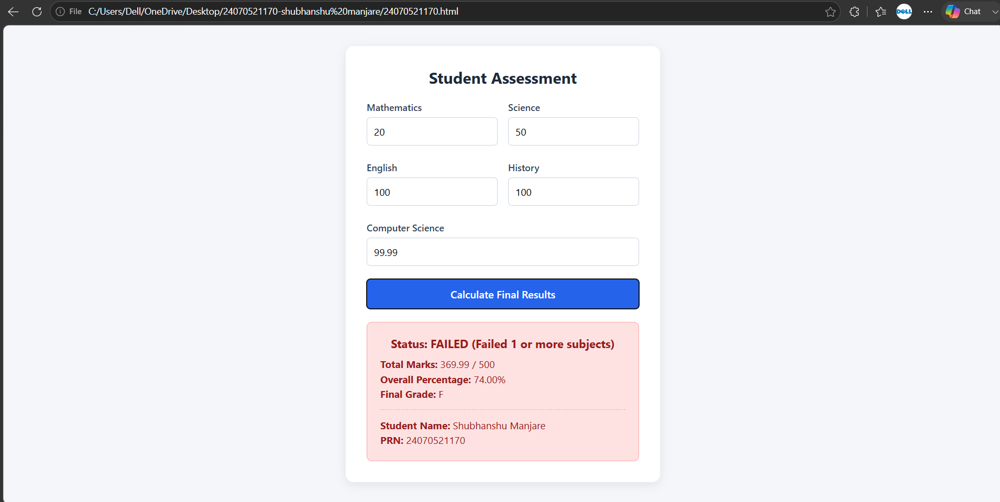 File C:/Users/Dell/OneDrive/Desktop/24070521170-shubhanshu%20manjare/24070521170.html
DELL
Chat
Student Assessment
Mathematics Science
20 50
English History
100 100
Computer Science
99.99
Calculate Final Results
Status: FAILED (Failed 1 or more subjects)
Total Marks: 369.99 / 500
Overall Percentage: 74.00%
Final Grade: F
Student Name: Shubhanshu Manjare
PRN: 24070521170